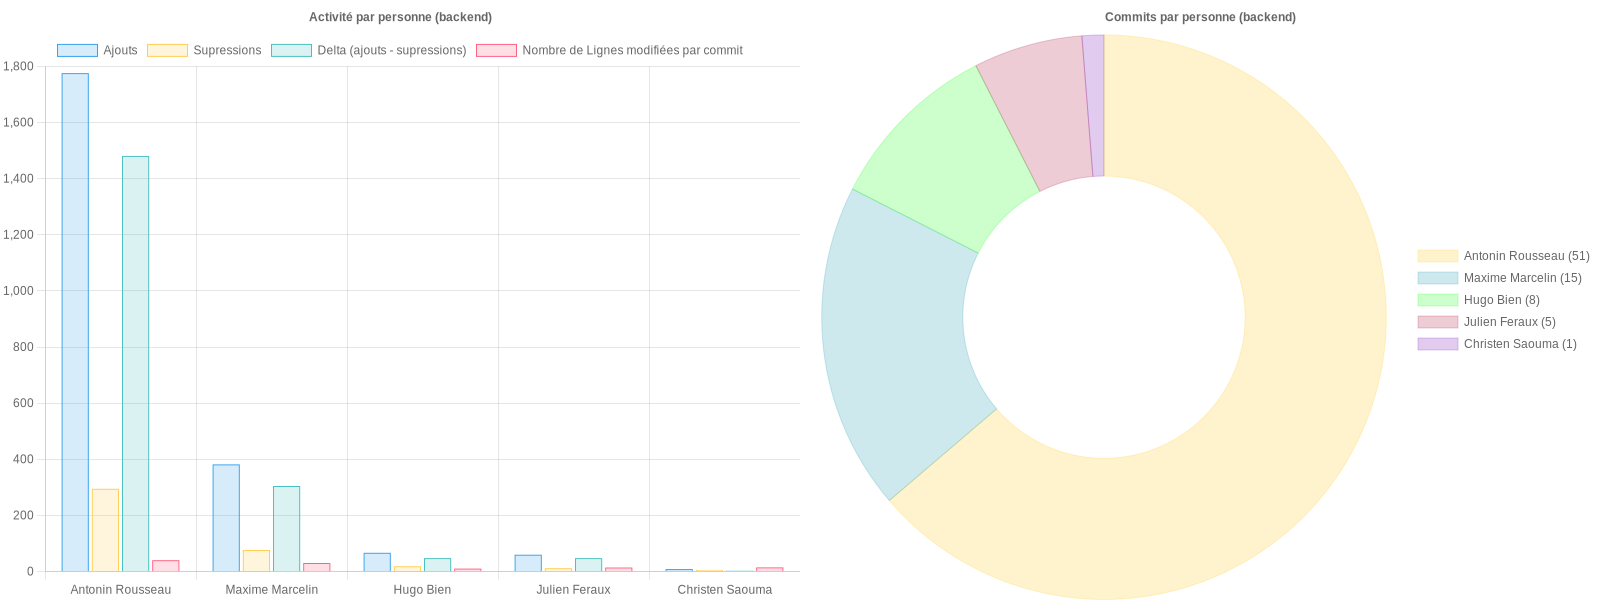 Activité par personne (backend)
Ajouts Supressions Delta (ajouts - supressions) Nombre de Lignes modifiées par commit
1,800
1,600
1,400
1,200
1,000
800
600
400
200
0
Antonin Rousseau Maxime Marcelin Hugo Bien Julien Feraux Christen Saouma
Commits par personne (backend)
Antonin Rousseau (51)
Maxime Marcelin (15)
Hugo Bien (8)
Julien Feraux (5)
Christen Saouma (1)